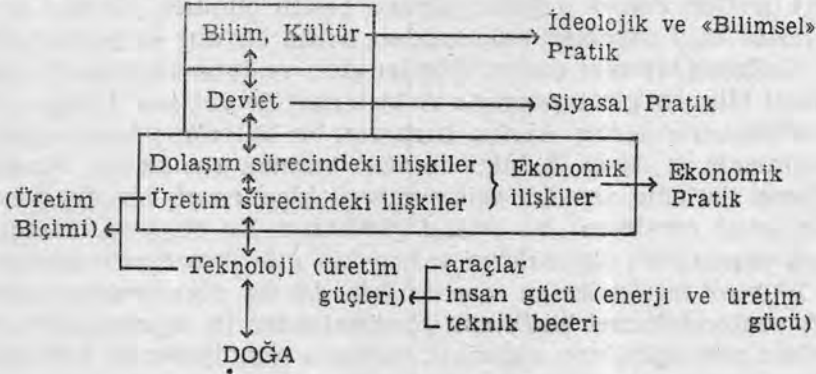 Bilim, Kültür
İdeolojik ve «Bilimsel»
Pratik
Devlet
Siyasal Pratik
Dolaşım sürecindeki ilişkiler
Üretim sürecindeki ilişkiler
Ekonomik
ilişkiler
Ekonomik
Pratik
(Üretim
Biçimi)
Teknoloji (üretim
güçleri)
araçlar
insan gücü (enerji ve üretim
gücü)
teknik beceri
DOĞA